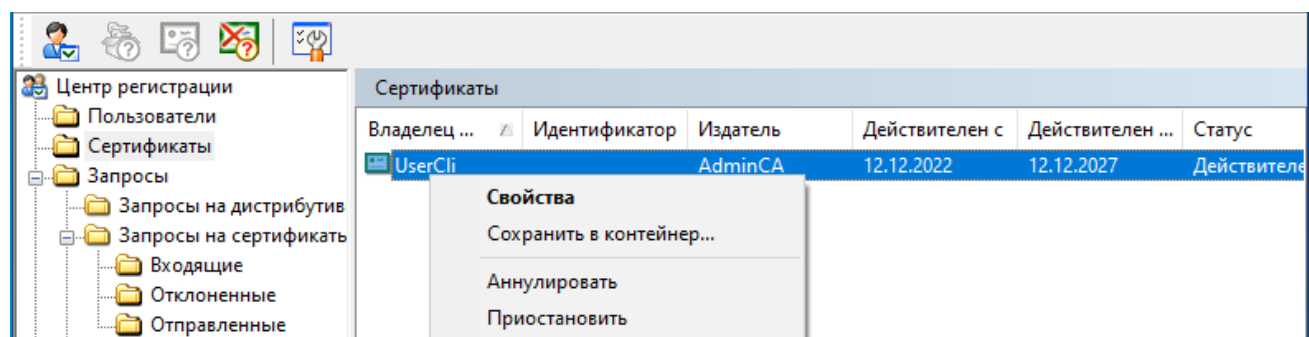 Центр регистрации
Пользователи
Сертификаты
Запросы
Запросы на дистрибутив
Запросы на сертификать
Входящие
Отклоненные
Отправленные
Сертификаты
Владелец ... Идентификатор Издатель Действителен с Действителен ... Статус
UserCli AdminCA 12.12.2022 12.12.2027 Действителе
Свойства
Сохранить в контейнер...
Аннулировать
Приостановить